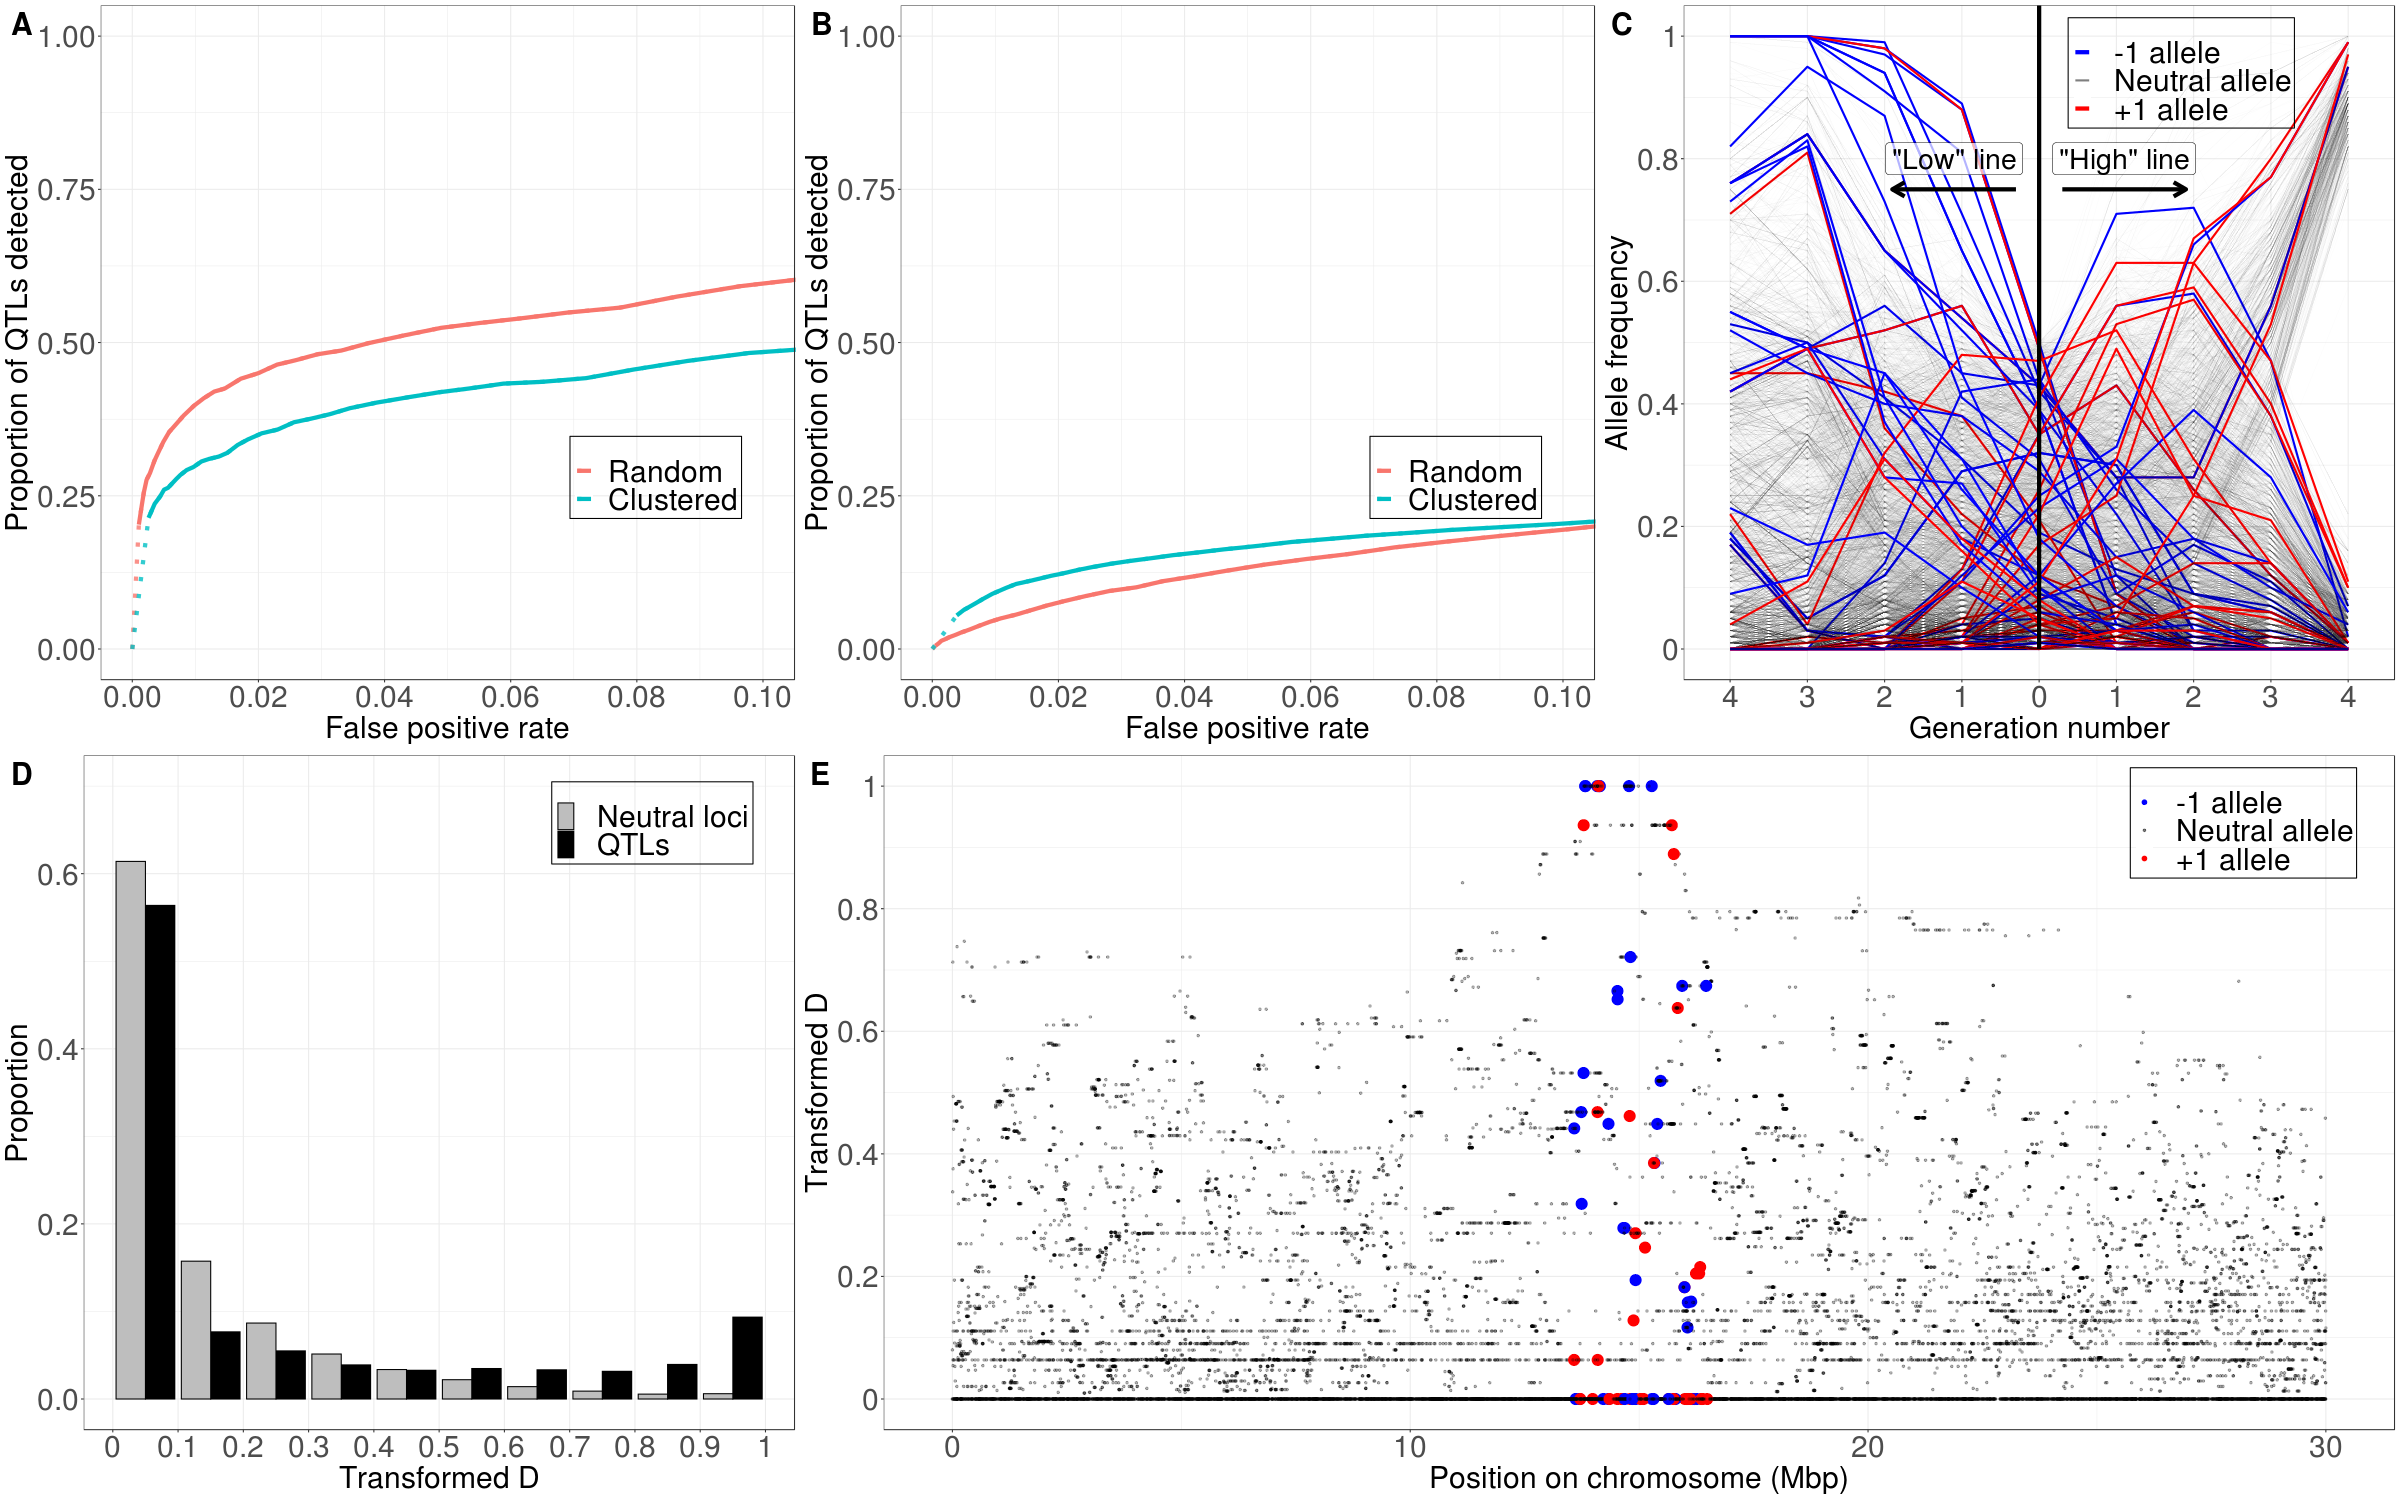 A
1.00
0.75
0.50
0.25
0.00
Proportion of QTLs detected
Random
Clustered
0.00 0.02 0.04 0.06 0.08 0.10
False positive rate
B
1.00
0.75
0.50
0.25
0.00
Proportion of QTLs detected
Random
Clustered
0.00 0.02 0.04 0.06 0.08 0.10
False positive rate
C
1
0.8
0.6
0.4
0.2
0
Allele frequency
-1 allele
Neutral allele
+1 allele
"Low" line
"High" line
4 3 2 1 0 1 2 3 4
Generation number
D
0.6
0.4
0.2
0.0
Proportion
Neutral loci
QTLs
0 0.1 0.2 0.3 0.4 0.5 0.6 0.7 0.8 0.9 1
Transformed D
E
1
0.8
0.6
0.4
0.2
0
Transformed D
-1 allele
Neutral allele
+1 allele
0 10 20 30
Position on chromosome (Mbp)